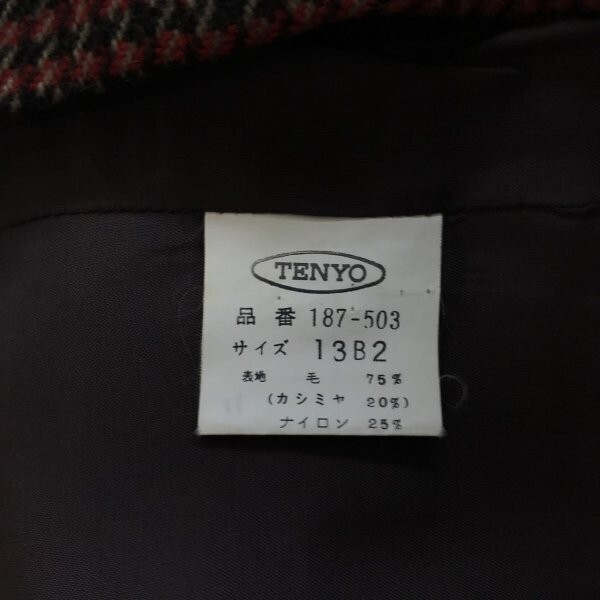 TENYO
品番 187-503
サイズ 13B2
表地 毛 75%
(カシミヤ 20%)
ナイロン 25%